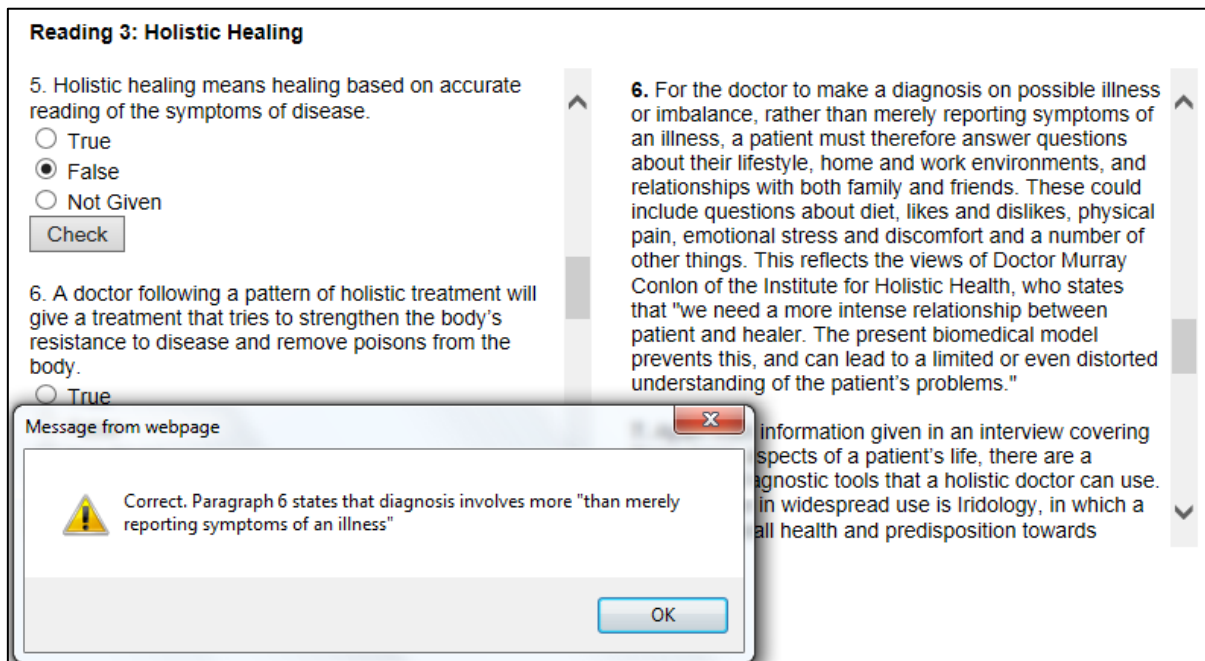 Reading 3: Holistic Healing
5. Holistic healing means healing based on accurate
reading of the symptoms of disease.
True
False
Not Given
Check
6. A doctor following a pattern of holistic treatment will
give a treatment that tries to strengthen the body's
resistance to disease and remove poisons from the
body.
True
6. For the doctor to make a diagnosis on possible illness
or imbalance, rather than merely reporting symptoms of
an illness, a patient must therefore answer questions
about their lifestyle, home and work environments, and
relationships with both family and friends. These could
include questions about diet, likes and dislikes, physical
pain, emotional stress and discomfort and a number of
other things. This reflects the views of Doctor Murray
Conlon of the Institute for Holistic Health, who states
that "we need a more intense relationship between
patient and healer. The present biomedical model
prevents this, and can lead to a limited or even distorted
understanding of the patient's problems."
information given in an interview covering
spects of a patient's life, there are a
agnostic tools that a holistic doctor can use.
in widespread use is Iridology, in which a
all health and predisposition towards
Message from webpage
Correct. Paragraph 6 states that diagnosis involves more "than merely
reporting symptoms of an illness"
OK